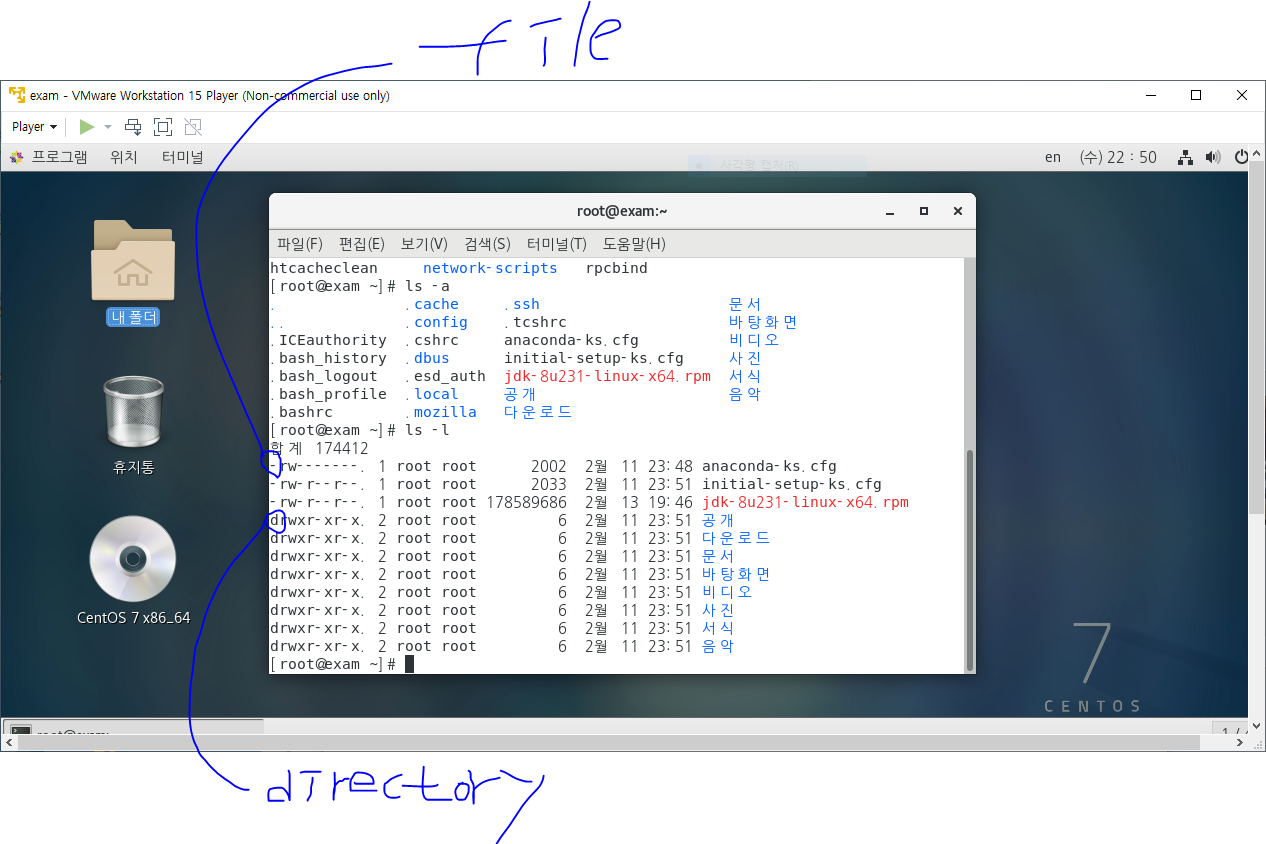 file
exam - VMware Workstation 15 Player (Non-commercial use only)
Player
프로그램 위치 터미널 en (수) 22 : 50
사각형 캡처(R)
root@exam:~
파일(F) 편집(E) 보기(V) 검색(S) 터미널(T) 도움말(H)
htcacheclean network-scripts rpcbind
[root@exam ~]# ls -a
. .cache .ssh 문서
.. .config .tcshrc 바탕화면
.ICEauthority .cshrc anaconda-ks.cfg 비디오
.bash_history .dbus initial-setup-ks.cfg 사진
.bash_logout .esd_auth jdk-8u231-linux-x64.rpm 서식
.bash_profile .local 공개 음악
.bashrc .mozilla 다운로드
[root@exam ~]# ls -l
합계 174412
-rw-------. 1 root root 2002 2월 11 23:48 anaconda-ks.cfg
-rw-r--r--. 1 root root 2033 2월 11 23:51 initial-setup-ks.cfg
-rw-r--r--. 1 root root 178589686 2월 13 19:46 jdk-8u231-linux-x64.rpm
drwxr-xr-x. 2 root root 6 2월 11 23:51 공개
drwxr-xr-x. 2 root root 6 2월 11 23:51 다운로드
drwxr-xr-x. 2 root root 6 2월 11 23:51 문서
drwxr-xr-x. 2 root root 6 2월 11 23:51 바탕화면
drwxr-xr-x. 2 root root 6 2월 11 23:51 비디오
drwxr-xr-x. 2 root root 6 2월 11 23:51 사진
drwxr-xr-x. 2 root root 6 2월 11 23:51 서식
drwxr-xr-x. 2 root root 6 2월 11 23:51 음악
[root@exam ~]#
내 폴더
휴지통
CentOS 7 x86_64
7
CENTOS
root@exam:~
directory